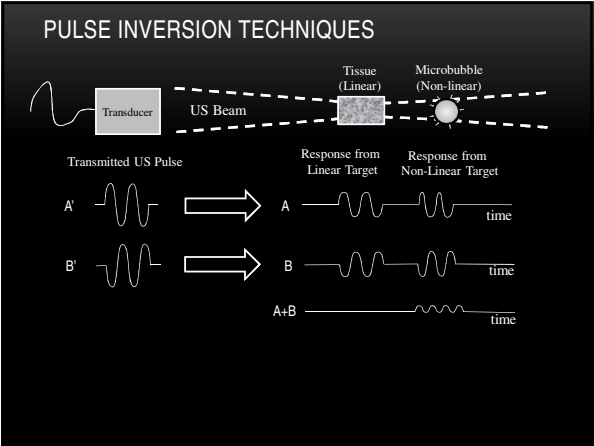 PULSE INVERSION TECHNIQUES
Tissue
(Linear)
Microbubble
(Non-linear)
Transducer
US Beam
Transmitted US Pulse
Response from
Linear Target
Response from
Non-Linear Target
A'
A
time
B'
B
time
A+B
time